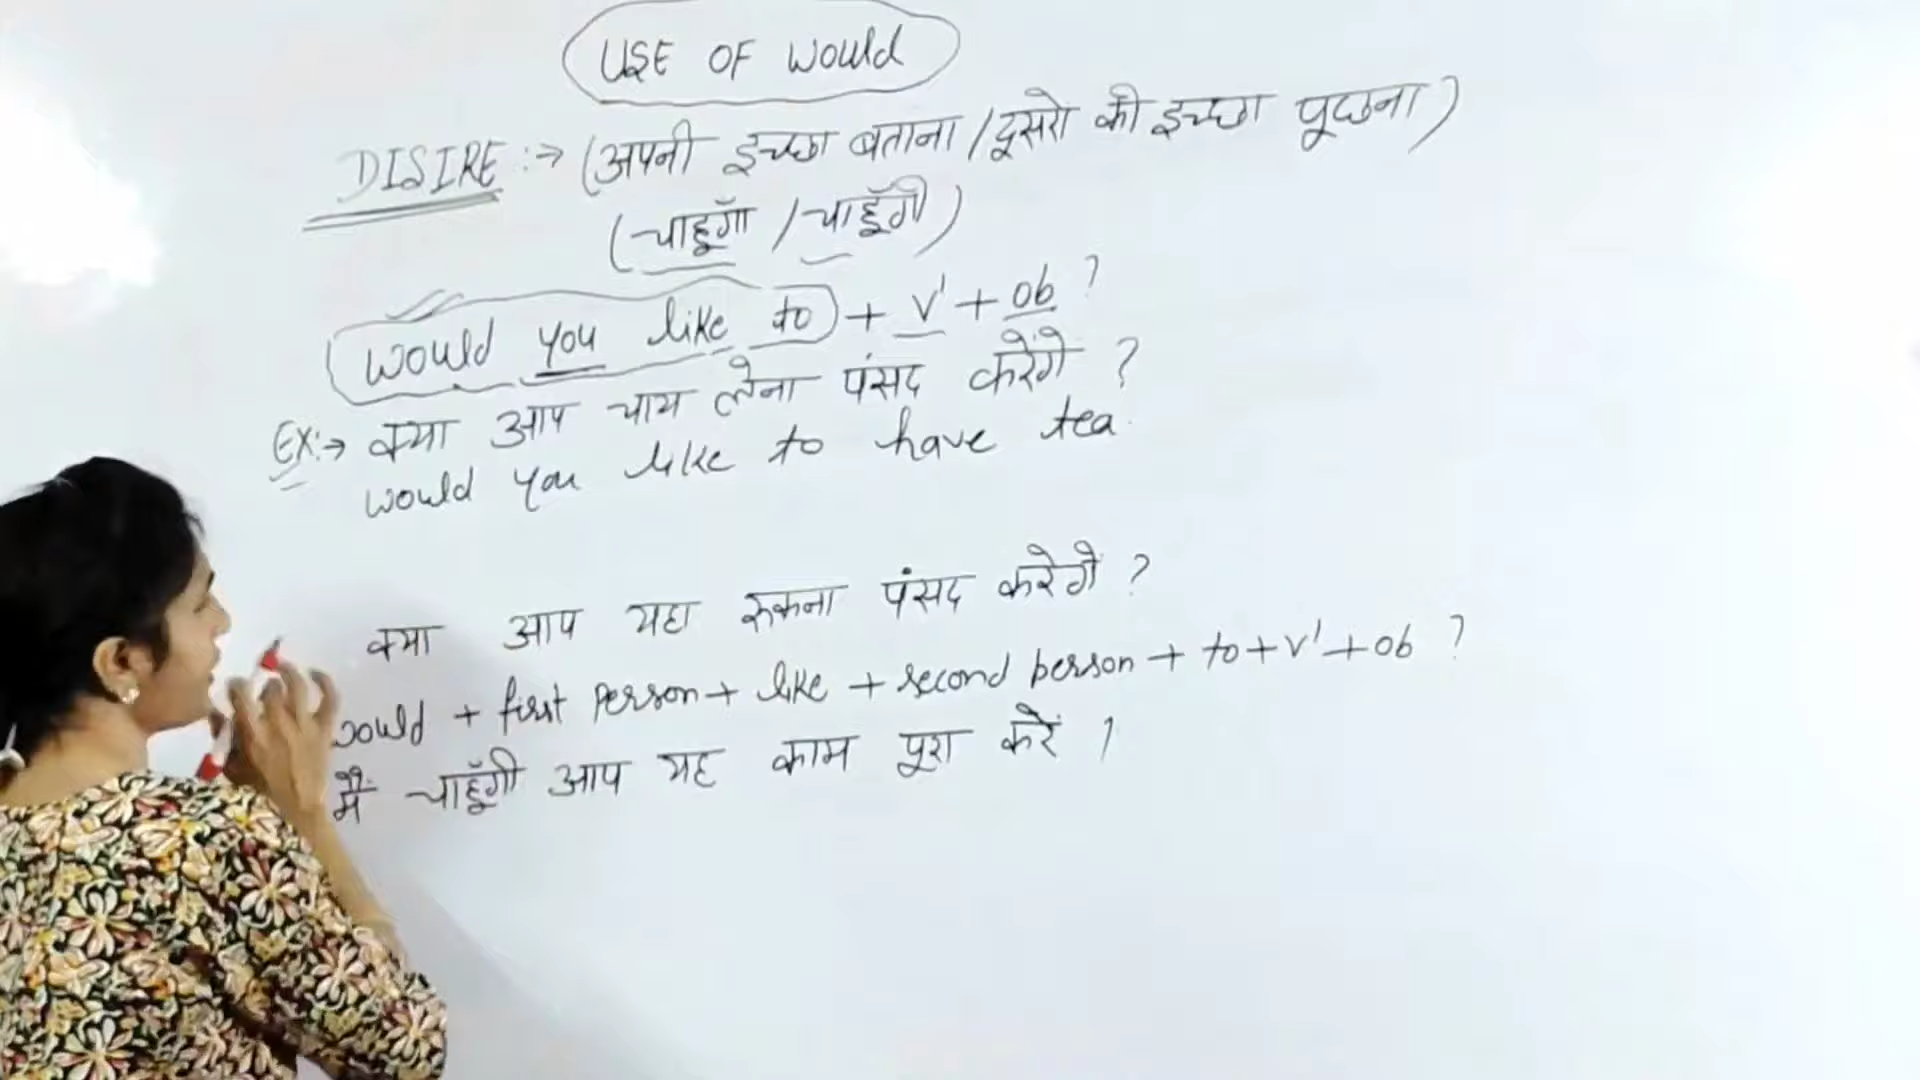 USE OF Would
DISIRE :→ (अपनी इच्छा बताना / दूसरो की इच्छा पूछना)
(चाहूगाँ / चाहूँगी)
would you like to + v' + ob ?
Ex:→ क्या आप चाय लेना पंसद करेंगे ?
would you like to have tea.
क्या आप यहा रुकना पंसद करेगें ?
would + first person + like + second person + to + v' + ob ?
मैं चाहूँगी आप यह काम पूरा करें ?